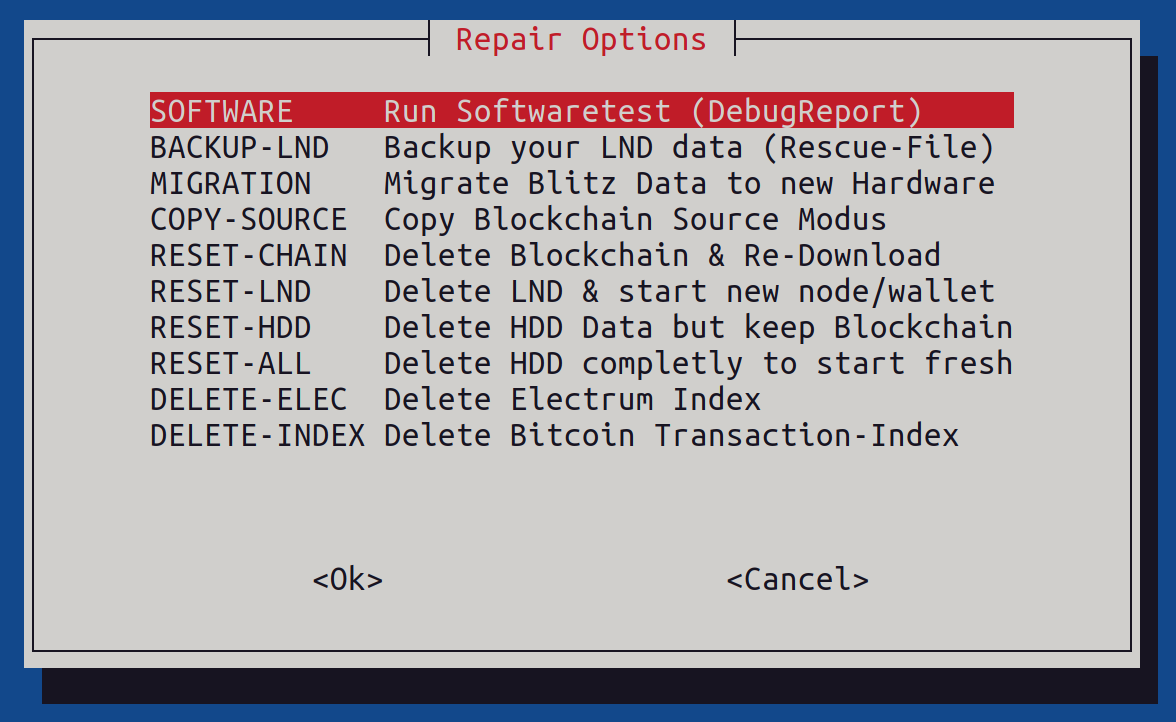 Repair Options
SOFTWARE Run Softwaretest (DebugReport)
BACKUP-LND Backup your LND data (Rescue-File)
MIGRATION Migrate Blitz Data to new Hardware
COPY-SOURCE Copy Blockchain Source Modus
RESET-CHAIN Delete Blockchain & Re-Download
RESET-LND Delete LND & start new node/wallet
RESET-HDD Delete HDD Data but keep Blockchain
RESET-ALL Delete HDD completly to start fresh
DELETE-ELEC Delete Electrum Index
DELETE-INDEX Delete Bitcoin Transaction-Index
<Ok> <Cancel>